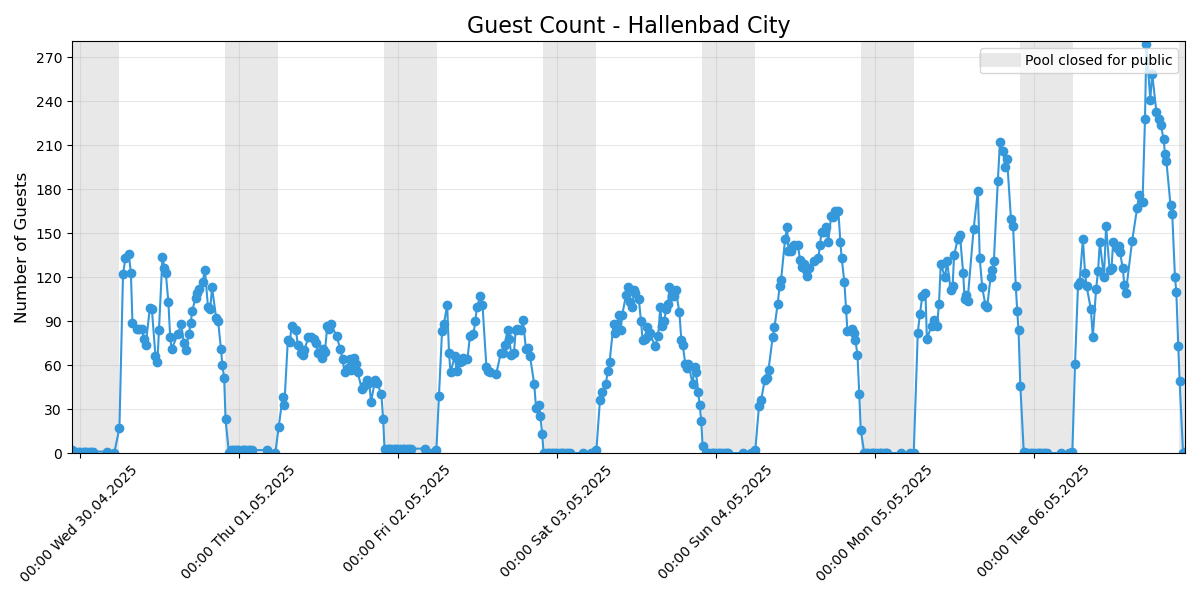 Guest Count - Hallenbad City
Pool closed for public
Number of Guests
270
240
210
180
150
120
90
60
30
0
00:00 Wed 30.04.2025
00:00 Thu 01.05.2025
00:00 Fri 02.05.2025
00:00 Sat 03.05.2025
00:00 Sun 04.05.2025
00:00 Mon 05.05.2025
00:00 Tue 06.05.2025